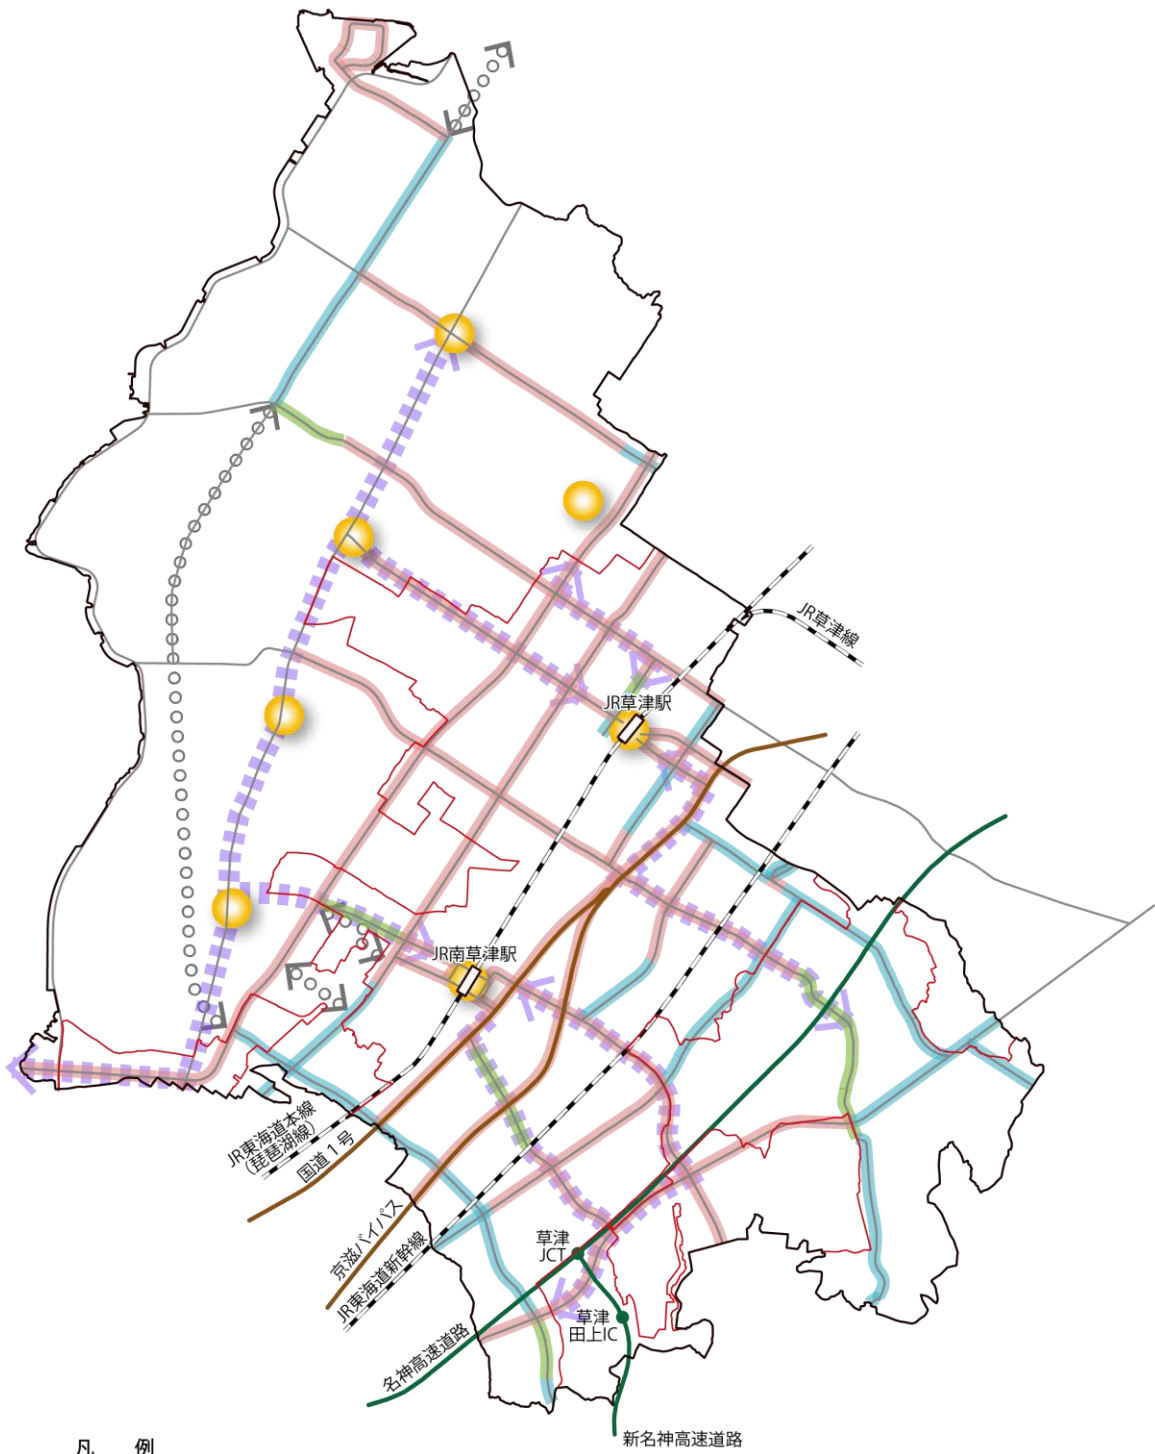 JR草津線
JR草津駅
JR南草津駅
JR東海道本線
(琵琶湖線)
国道1号
京滋バイパス
JR東海道新幹線
草津
JCT
草津
田上IC
名神高速道路
新名神高速道路
凡 例